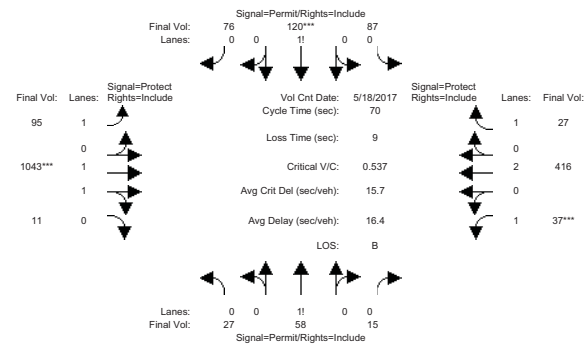 Signal=Permit/Rights=Include
Final Vol: 76 120*** 87
Lanes: 0 0 1! 0 0
Signal=Protect
Final Vol: Lanes: Rights=Include
Vol Cnt Date: 5/18/2017
Signal=Protect
Rights=Include Lanes: Final Vol:
Cycle Time (sec): 70
95 1
1 27
Loss Time (sec): 9
0
0
1043*** 1
Critical V/C: 0.537
2 416
1
Avg Crit Del (sec/veh): 15.7
0
11 0
Avg Delay (sec/veh): 16.4
1 37***
LOS: B
Lanes: 0 0 1! 0 0
Final Vol: 27 58 15
Signal=Permit/Rights=Include